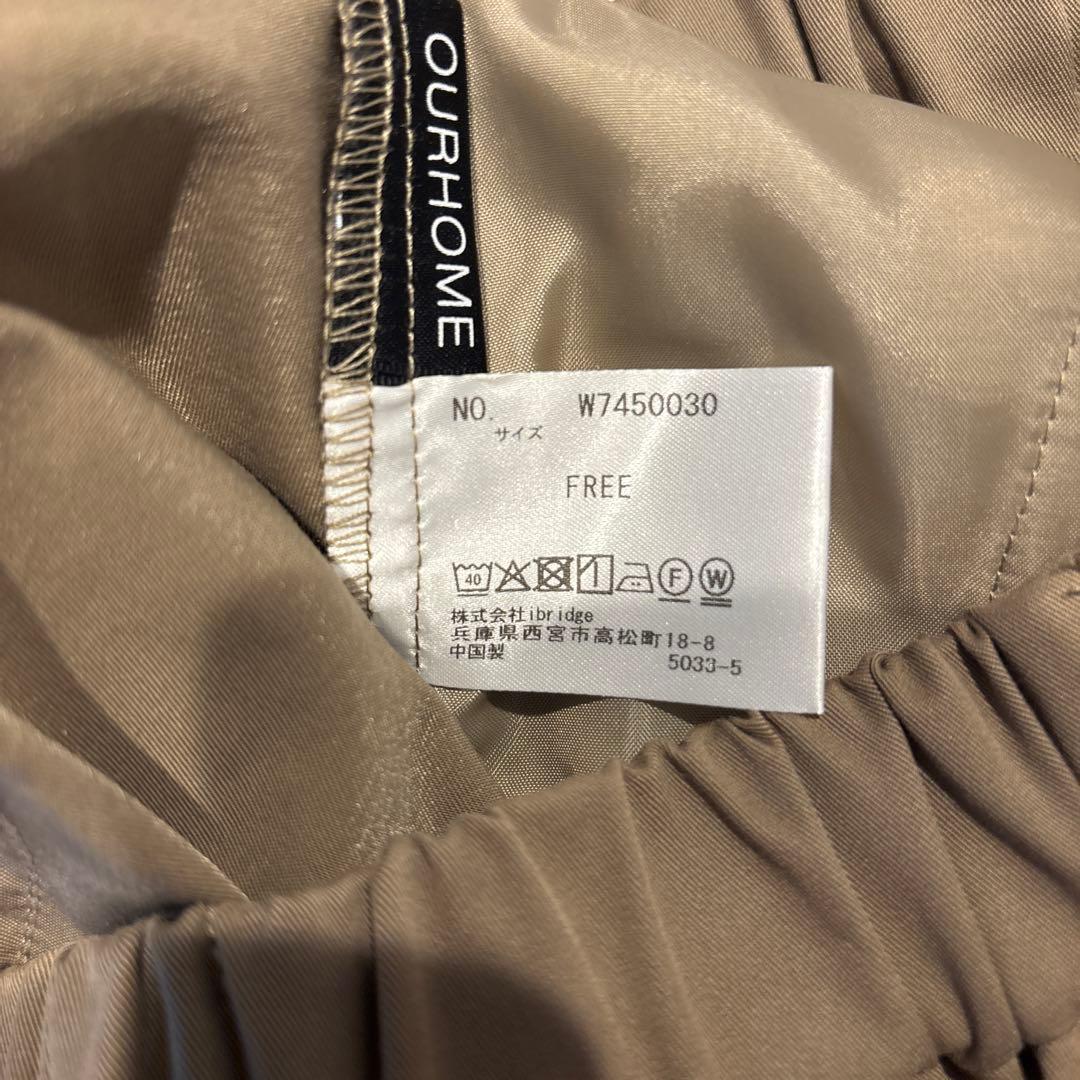 OURHOME
NO. W7450030
サイズ
FREE
40 F W
株式会社ibridge
兵庫県西宮市高松町18-8
中国製 5033-5